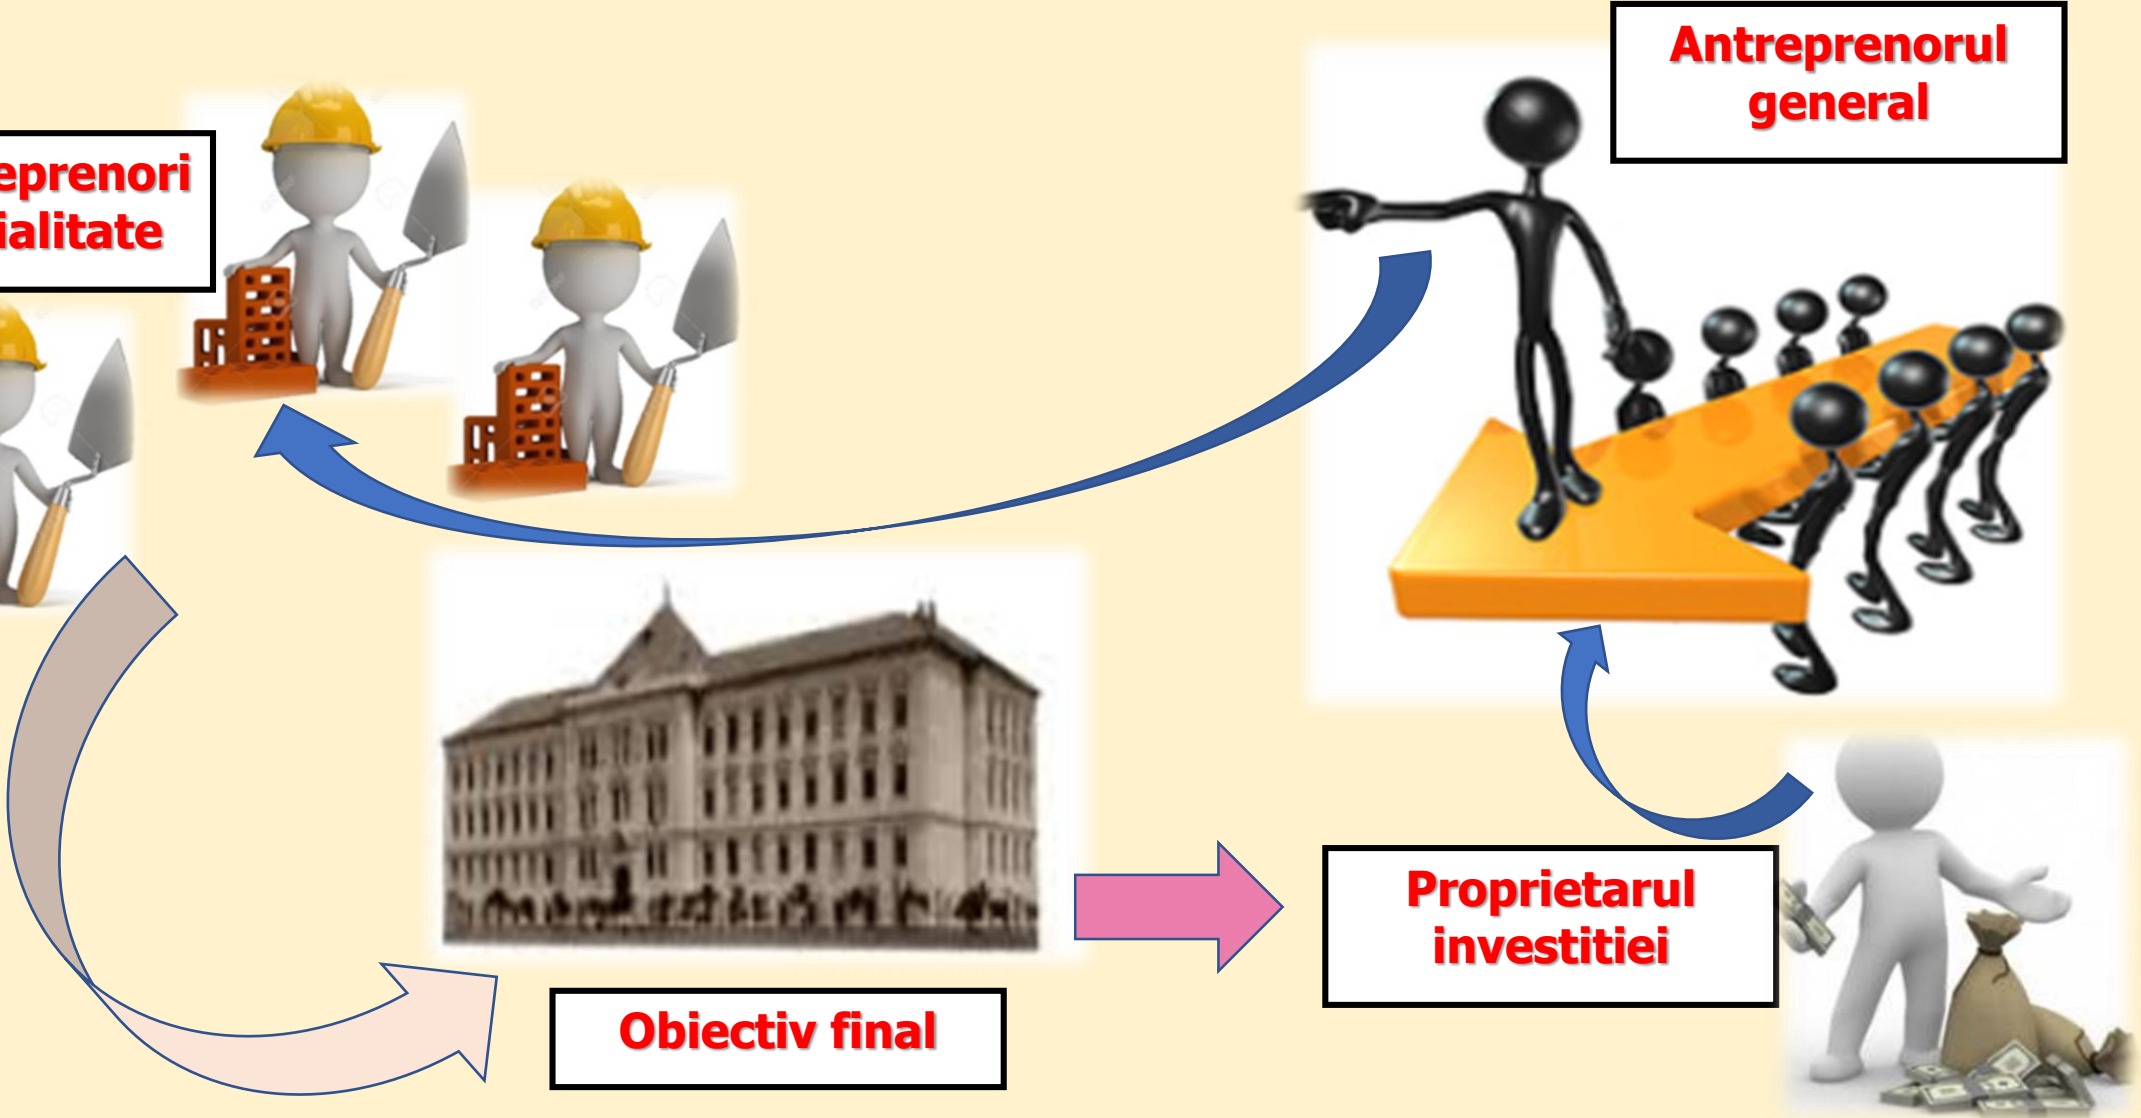 Antreprenorul
general
eprenori
ialitate
Proprietarul
investitiei
Obiectiv final